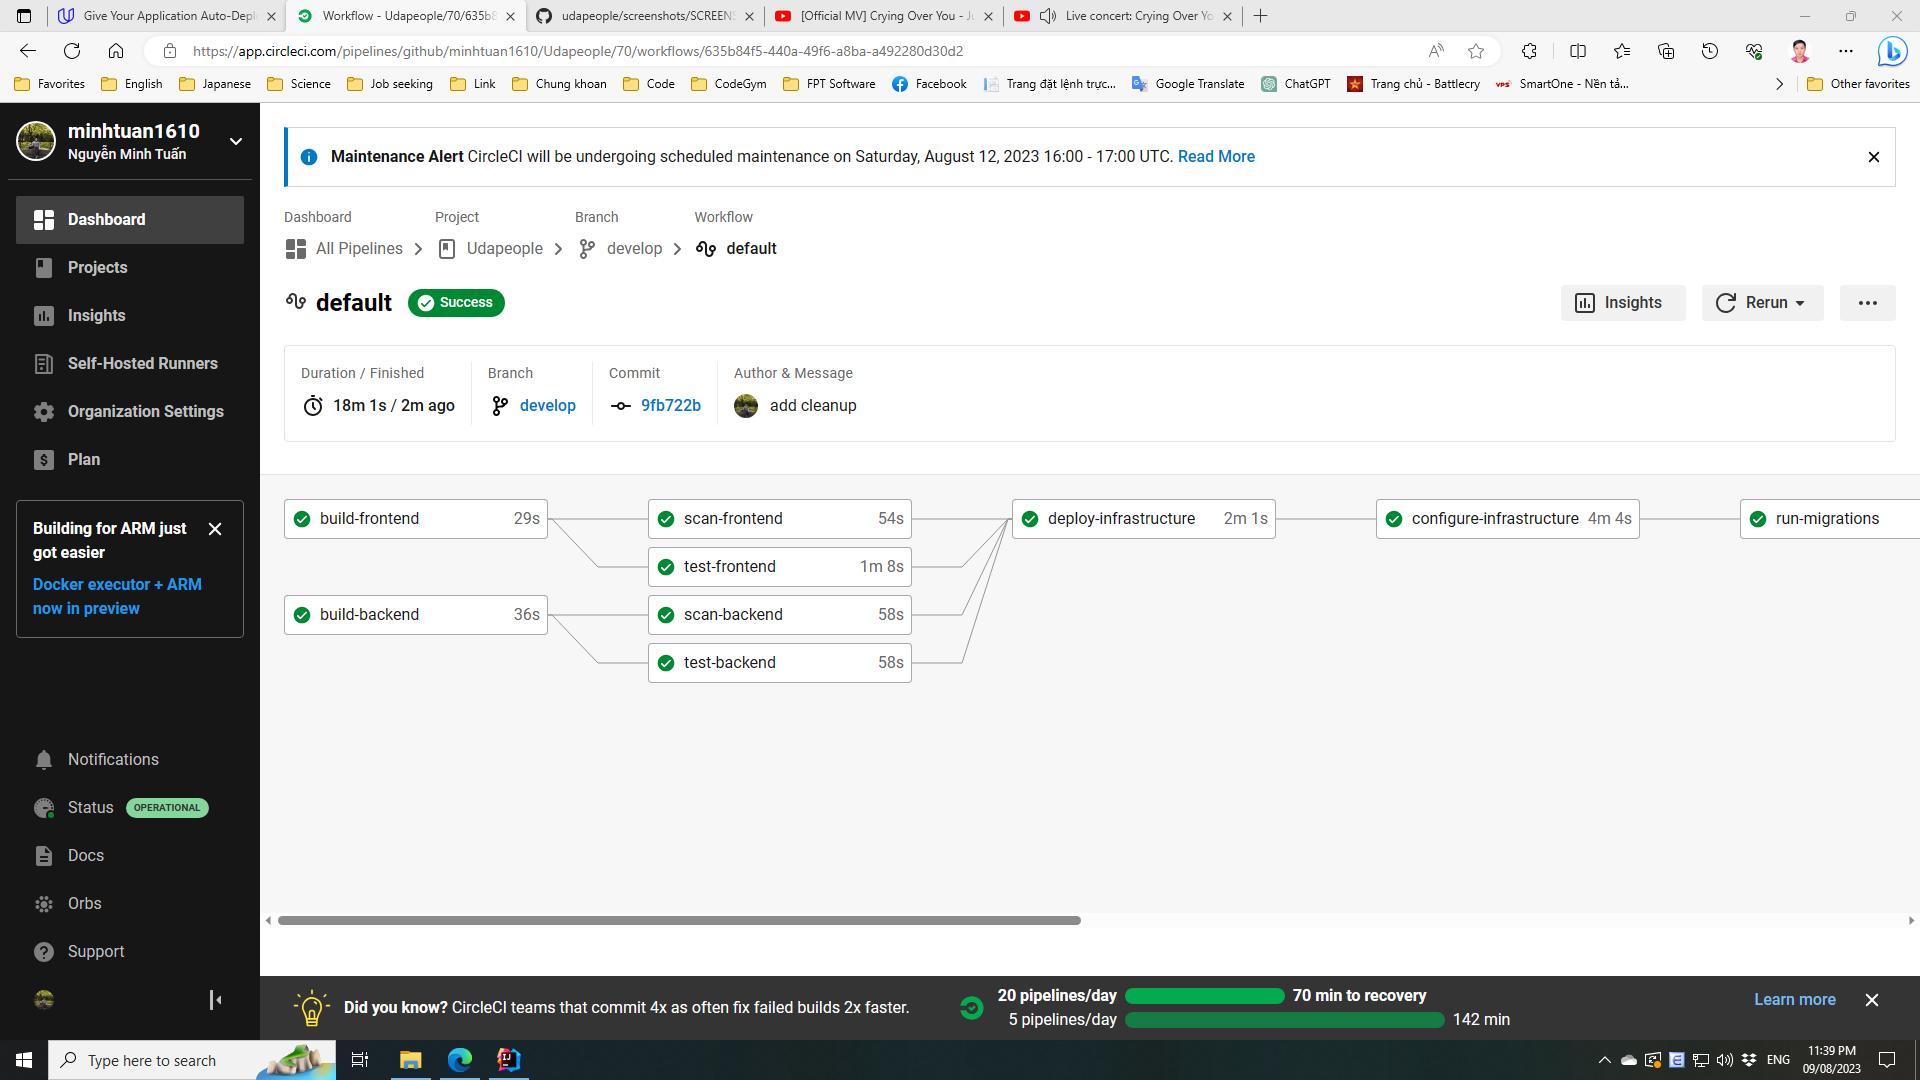 Give Your Application Auto-Depl
Workflow - Udapeople/70/635b8
udapeople/screenshots/SCREENS
[Official MV] Crying Over You - Ju
Live concert: Crying Over Yo
https://app.circleci.com/pipelines/github/minhtuan1610/Udapeople/70/workflows/635b84f5-440a-49f6-a8ba-a492280d30d2
Favorites
English
Japanese
Science
Job seeking
Link
Chung khoan
Code
CodeGym
FPT Software
Facebook
Trang đặt lệnh trực...
Google Translate
ChatGPT
Trang chủ - Battlecry
VPS
SmartOne - Nền tả...
Other favorites
minhtuan1610
Nguyễn Minh Tuấn
Dashboard
Projects
Insights
Self-Hosted Runners
Organization Settings
Plan
Building for ARM just
got easier
Docker executor + ARM
now in preview
Notifications
Status OPERATIONAL
Docs
Orbs
Support
Maintenance Alert CircleCI will be undergoing scheduled maintenance on Saturday, August 12, 2023 16:00 - 17:00 UTC. Read More
Dashboard Project Branch Workflow
All Pipelines Udapeople develop default
default Success
Insights Rerun
Duration / Finished Branch Commit Author & Message
18m 1s / 2m ago develop 9fb722b add cleanup
build-frontend 29s
scan-frontend 54s
deploy-infrastructure 2m 1s
configure-infrastructure 4m 4s
run-migrations
test-frontend 1m 8s
build-backend 36s
scan-backend 58s
test-backend 58s
Did you know? CircleCI teams that commit 4x as often fix failed builds 2x faster.
20 pipelines/day 70 min to recovery
5 pipelines/day 142 min
Learn more
Type here to search
ENG
11:39 PM
09/08/2023